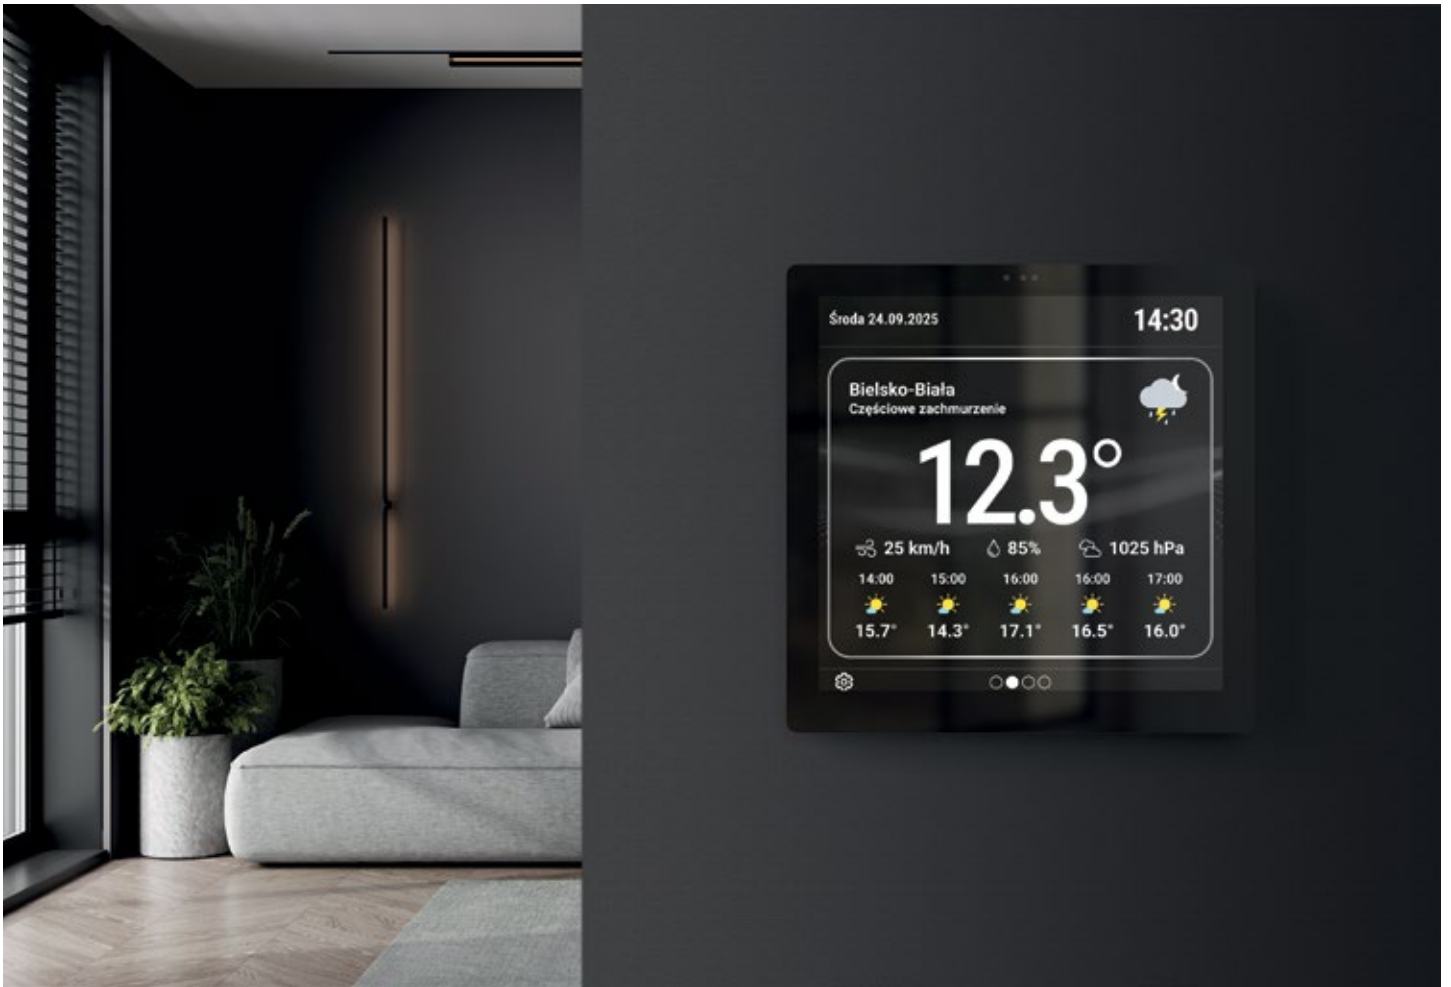 Środa 24.09.2025
14:30
Bielsko-Biała
Częściowe zachmurzenie
12.3°
25 km/h 85% 1025 hPa
14:00 15:00 16:00 16:00 17:00
15.7° 14.3° 17.1° 16.5° 16.0°